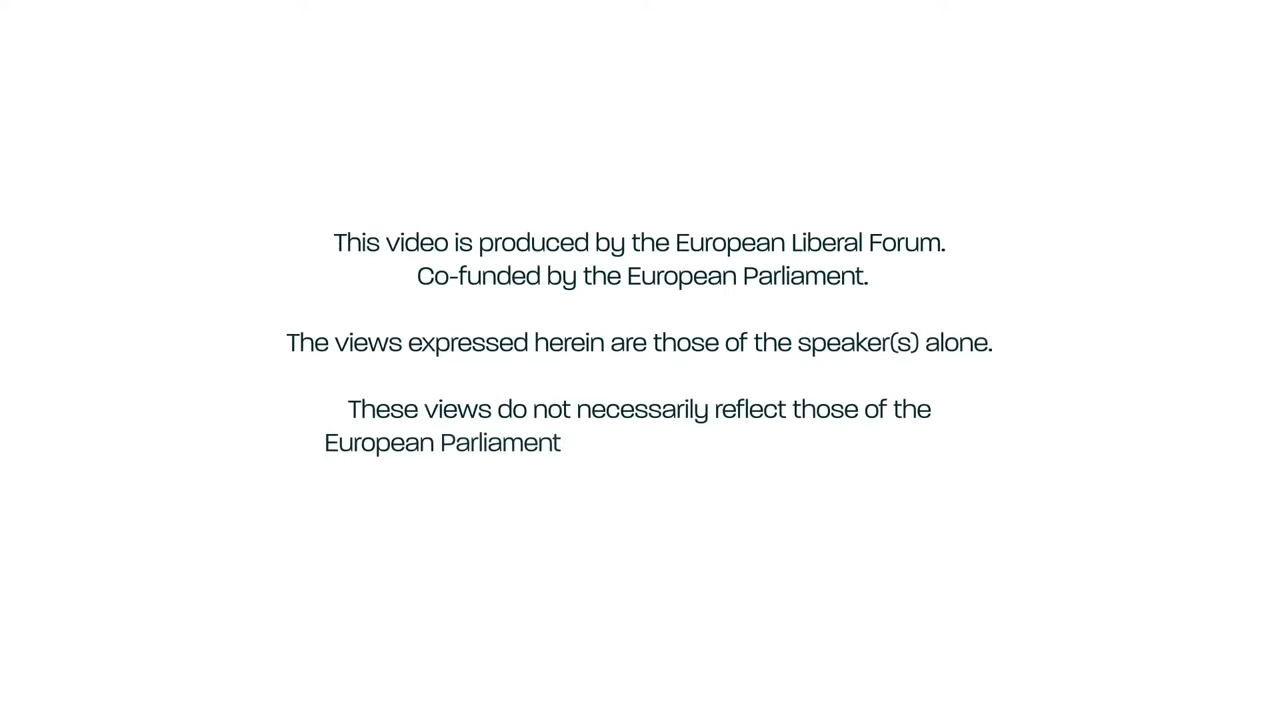 This video is produced by the European Liberal Forum.
Co-funded by the European Parliament.
The views expressed herein are those of the speaker(s) alone.
These views do not necessarily reflect those of the
European Parliament